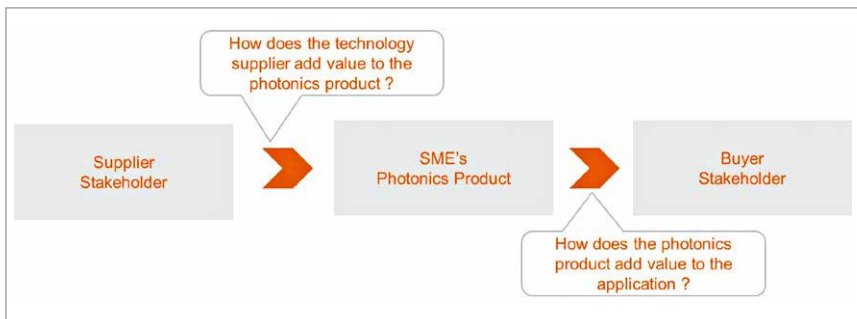 How does the technology
supplier add value to the
photonics product ?
Supplier
Stakeholder
SME's
Photonics Product
Buyer
Stakeholder
How does the photonics
product add value to the
application ?